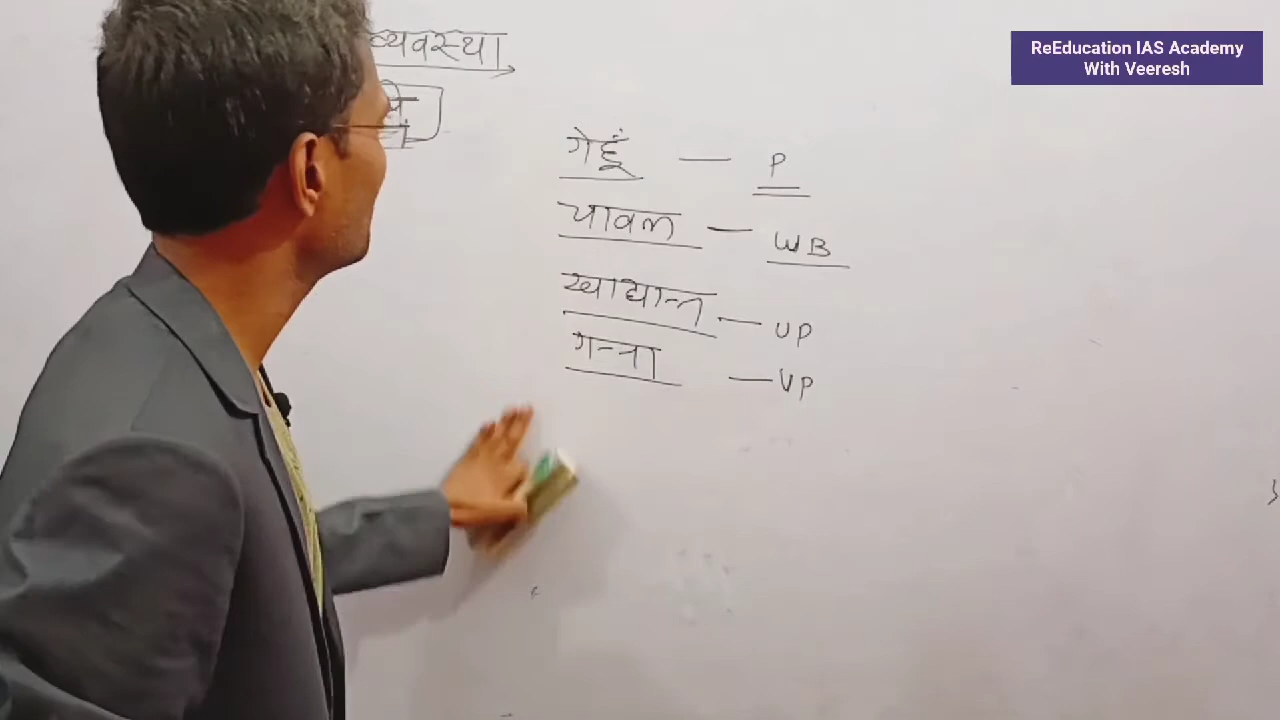 ReEducation IAS Academy
With Veeresh
व्यवस्था
गेहूँ — P
चावल — WB
खाद्यान्न — UP
गन्ना — UP